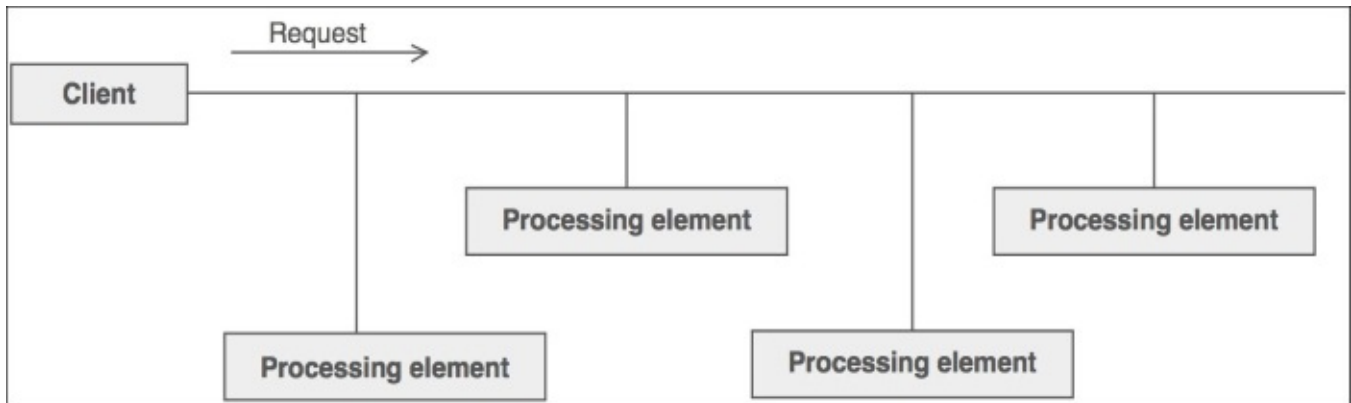 Request
Client
Processing element
Processing element
Processing element
Processing element